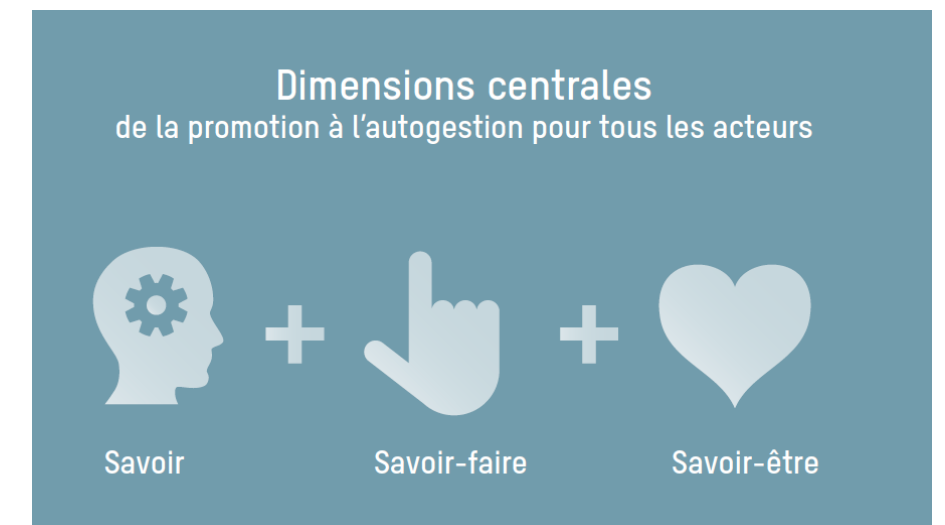 Dimensions centrales
de la promotion à l'autogestion pour tous les acteurs
Savoir
Savoir-faire
Savoir-être